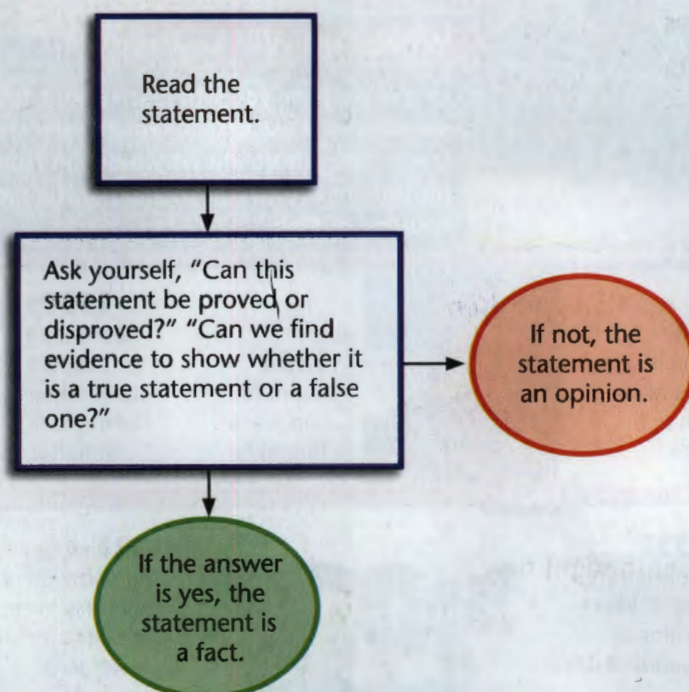 Read the
statement.
Ask yourself, “Can this
statement be proved or
disproved?” “Can we find
evidence to show whether it
is a true statement or a false
one?”
If not, the
statement is
an opinion.
If the answer
is yes, the
statement is
a fact.